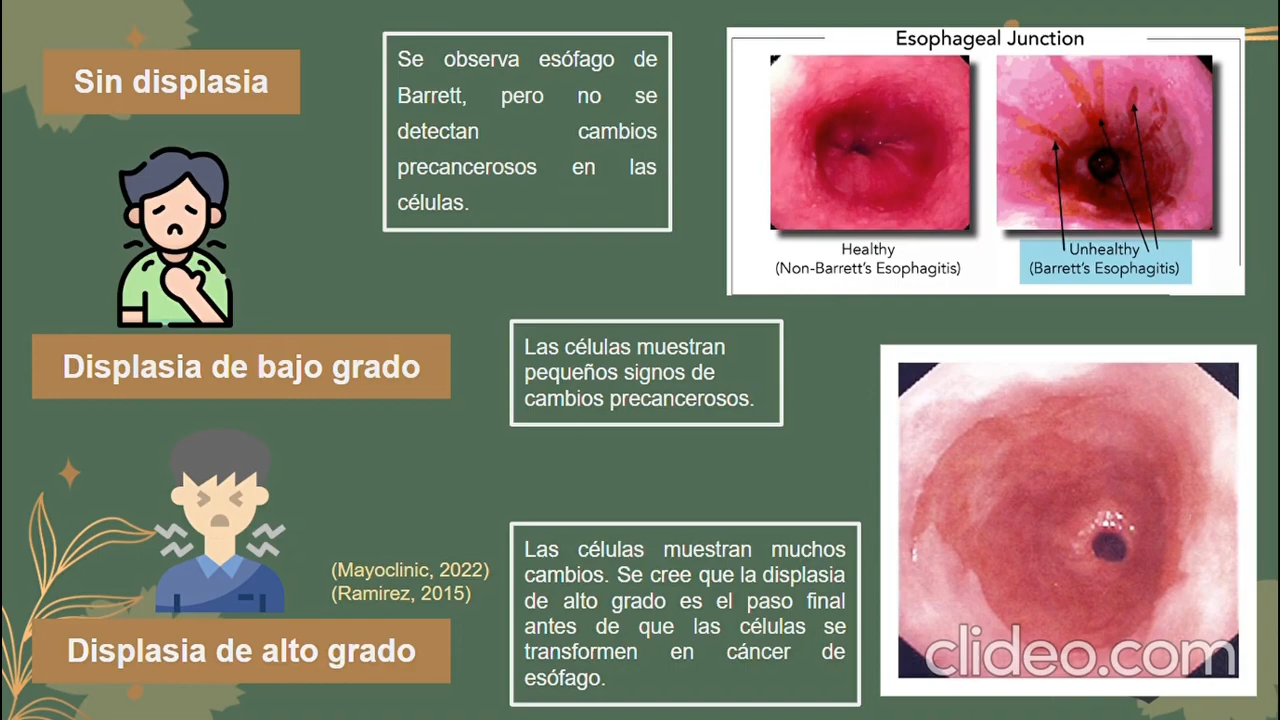 Sin displasia
Se observa esófago de
Barrett, pero no se
detectan cambios
precancerosos en las
células.
Esophageal Junction
Healthy
(Non-Barrett's Esophagitis)
Unhealthy
(Barrett's Esophagitis)
Displasia de bajo grado
Las células muestran
pequeños signos de
cambios precancerosos.
(Mayoclinic, 2022)
(Ramirez, 2015)
Displasia de alto grado
Las células muestran muchos
cambios. Se cree que la displasia
de alto grado es el paso final
antes de que las células se
transformen en cáncer de
esófago.
clideo.com